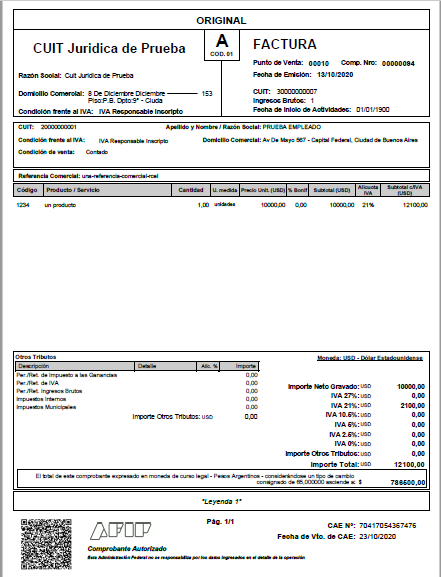 ORIGINAL
CUIT Juridica de Prueba
A
COD. 01
FACTURA
Punto de Venta: 00010 Comp. Nro: 00000094
Fecha de Emisión: 13/10/2020
Razón Social: Cuit Juridica de Prueba
Domicilio Comercial: 8 De Diciembre Diciembre 153
Piso:P.B. Dpto:9º - Ciuda
Condición frente al IVA: IVA Responsable Inscripto
CUIT: 30000000007
Ingresos Brutos: 1
Fecha de Inicio de Actividades: 01/01/1900
CUIT: 20000000001 Apellido y Nombre / Razón Social: PRUEBA EMPLEADO
Condición frente al IVA: IVA Responsable Inscripto Domicilio Comercial: Av De Mayo 567 - Capital Federal, Ciudad de Buenos Aires
Condición de venta: Contado
Referencia Comercial: una-referencia-comercial-rcel
Código Producto / Servicio Cantidad U. medida Precio Unit. (USD) % Bonif Subtotal (USD) Alicuota IVA Subtotal c/IVA (USD)
1234 un producto 1,00 unidades 10000,00 0,00 10000,00 21% 12100,00
Otros Tributos
Descripción Detalle Alíc. % Importe
Per./Ret. de Impuesto a las Ganancias 0,00
Per./Ret. de IVA 0,00
Per./Ret. Ingresos Brutos 0,00
Impuestos Internos 0,00
Impuestos Municipales 0,00
Importe Otros Tributos: USD 0,00
Moneda: USD - Dólar Estadounidense
Importe Neto Gravado: USD 10000,00
IVA 27%: USD 0,00
IVA 21%: USD 2100,00
IVA 10.5%: USD 0,00
IVA 5%: USD 0,00
IVA 2.5%: USD 0,00
IVA 0%: USD 0,00
Importe Otros Tributos: USD 0,00
Importe Total: USD 12100,00
El total de este comprobante expresado en moneda de curso legal - Pesos Argentinos - considerándose un tipo de cambio
consignado de 65,000000 asciende a: $ 786500,00
"Leyenda 1"
AFIP
Pág. 1/1
CAE Nº: 70417054367476
Fecha de Vto. de CAE: 23/10/2020
Comprobante Autorizado
Esta Administración Federal no se responsabiliza por los datos ingresados en el detalle de la operación